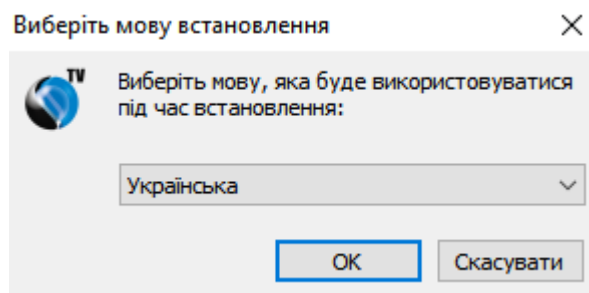 Виберіть мову встановлення
TV
Виберіть мову, яка буде використовуватися
під час встановлення:
Українська
OK
Скасувати